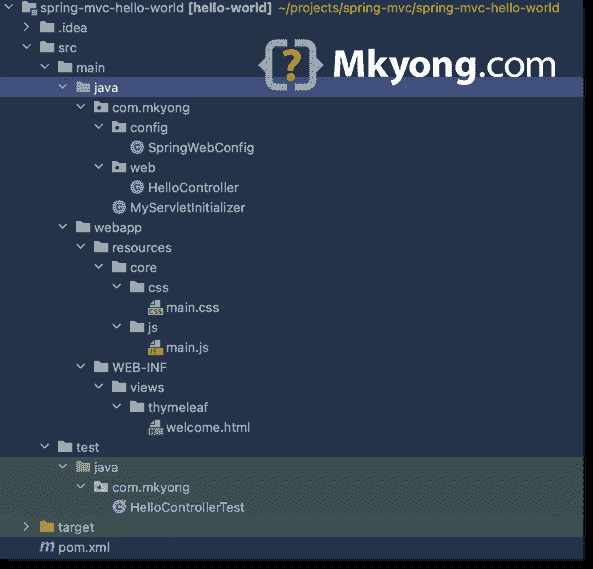 spring-mvc-hello-world [hello-world] ~/projects/spring-mvc/spring-mvc-hello-world
.idea
src
main
{?} Mkyong.com
java
com.mkyong
config
SpringWebConfig
web
HelloController
MyServletInitializer
webapp
resources
core
css
main.css
js
main.js
WEB-INF
views
thymeleaf
welcome.html
test
java
com.mkyong
HelloControllerTest
target
m pom.xml